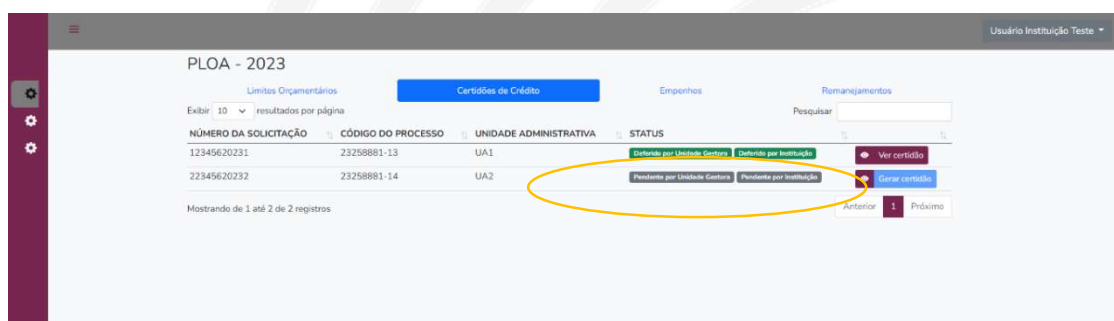 Usuário Instituição Teste
PLOA - 2023
Limites Orçamentários Certidões de Crédito Empenhos Remanejamentos
Exibir 10 resultados por página Pesquisar
NÚMERO DA SOLICITAÇÃO CÓDIGO DO PROCESSO UNIDADE ADMINISTRATIVA STATUS
12345620231 23258881-13 UA1 Deferido por Unidade Gestora Deferido por Instituição Ver certidão
22345620232 23258881-14 UA2 Pendente por Unidade Gestora Pendente por Instituição Gerar certidão
Mostrando de 1 até 2 de 2 registros Anterior 1 Próximo